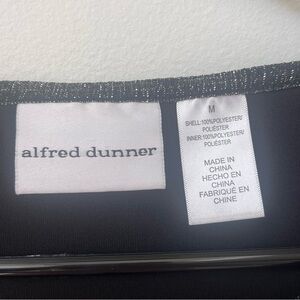 alfred dunner
M
SHELL:100%POLYESTER/
POLIÉSTER
INNER:100%POLYESTER/
POLIÉSTER
MADE IN
CHINA
HECHO EN
CHINA
FABRIQUÉ EN
CHINE